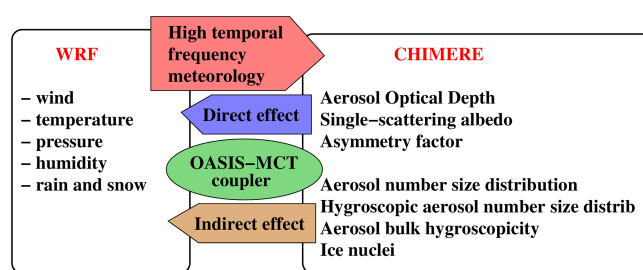 WRF
– wind
– temperature
– pressure
– humidity
– rain and snow
High temporal
frequency
meteorology
Direct effect
OASIS–MCT
coupler
Indirect effect
CHIMERE
Aerosol Optical Depth
Single–scattering albedo
Asymmetry factor
Aerosol number size distribution
Hygroscopic aerosol number size distrib
Aerosol bulk hygroscopicity
Ice nuclei